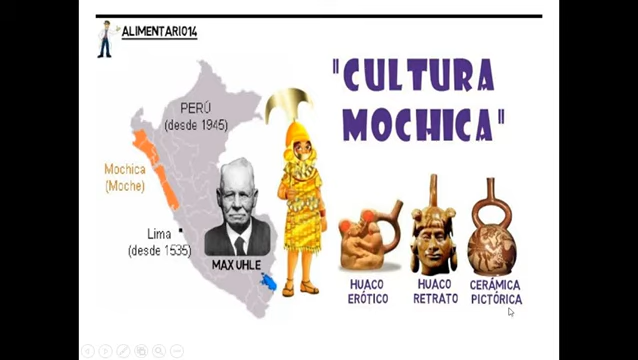 ALIMENTARIO14
"CULTURA
MOCHICA"
PERÚ
(desde 1945)
Mochica
(Moche)
Lima
(desde 1535)
MAX UHLE
HUACO
ERÓTICO
HUACO
RETRATO
CERÁMICA
PICTÓRICA